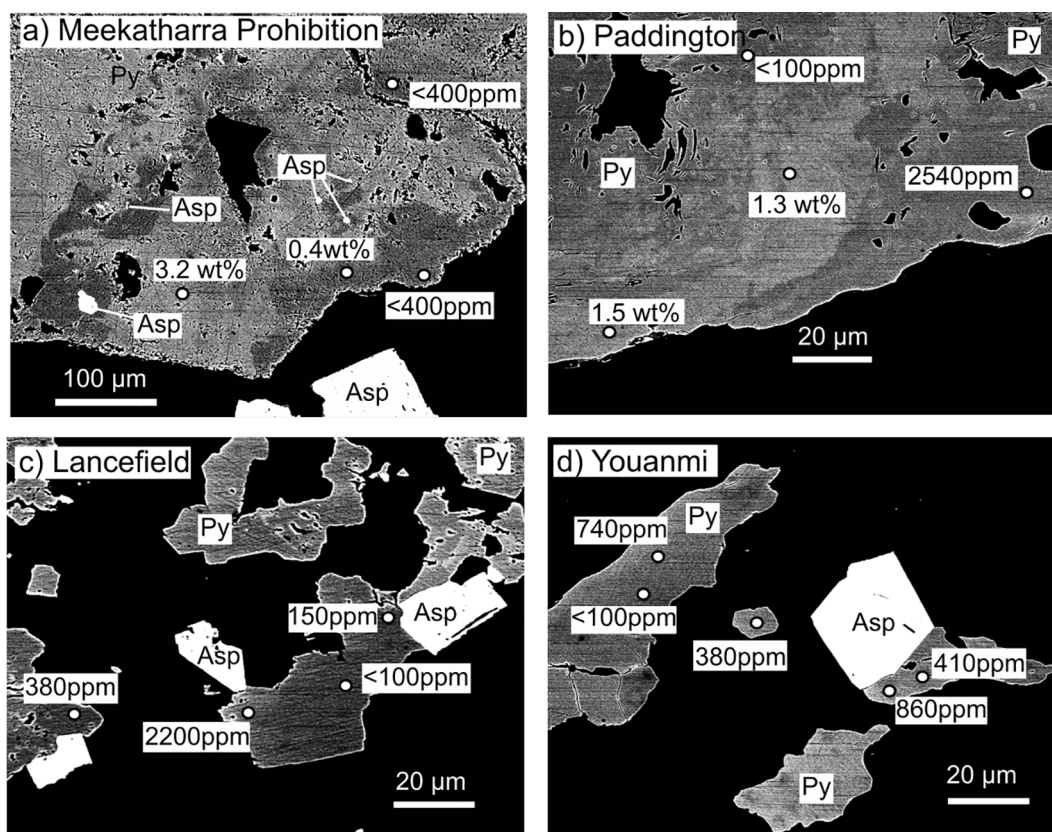 a) Meekatharra Prohibition
Py
<400ppm
Asp
Asp
0.4wt%
3.2 wt%
<400ppm
Asp
100 µm
Asp
b) Paddington
Py
<100ppm
Py
2540ppm
1.3 wt%
1.5 wt%
20 µm
c) Lancefield
Py
Py
150ppm
Asp
Asp
<100ppm
380ppm
2200ppm
20 µm
d) Youanmi
Py
740ppm
<100ppm
Asp
380ppm
410ppm
860ppm
Py
20 µm